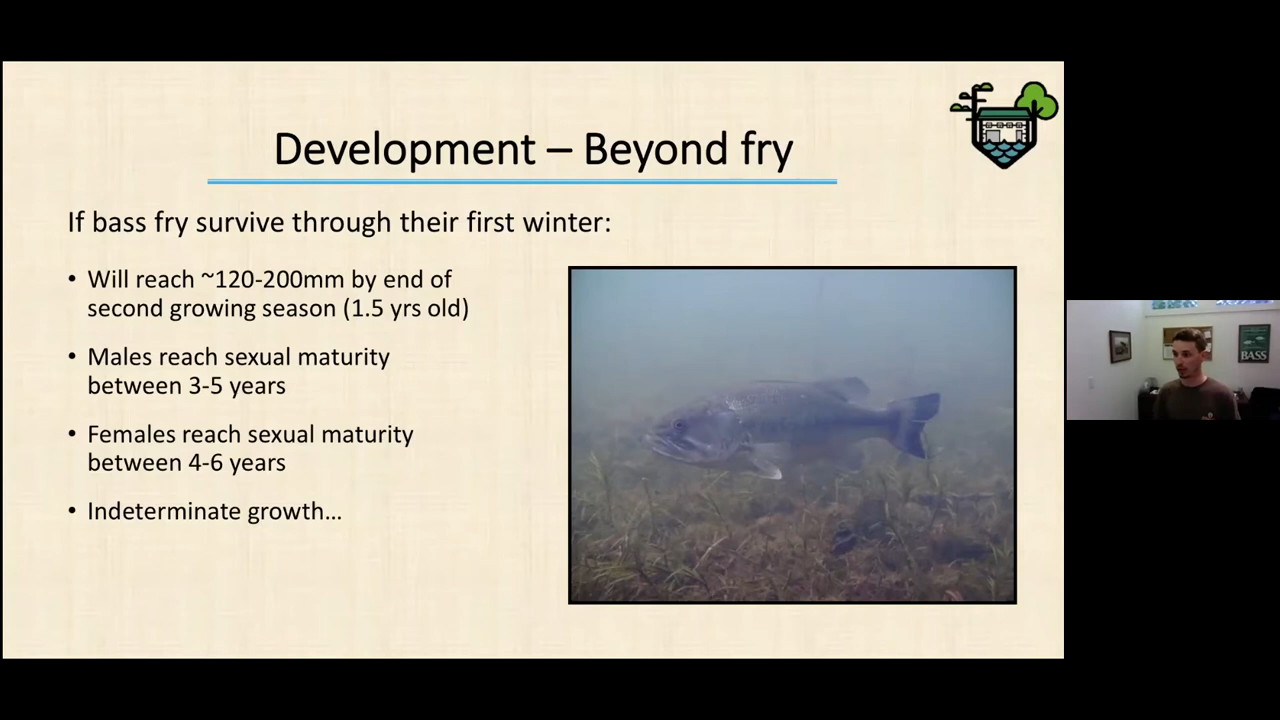 Development – Beyond fry
If bass fry survive through their first winter:
• Will reach ~120-200mm by end of
second growing season (1.5 yrs old)
• Males reach sexual maturity
between 3-5 years
• Females reach sexual maturity
between 4-6 years
• Indeterminate growth…
BASS